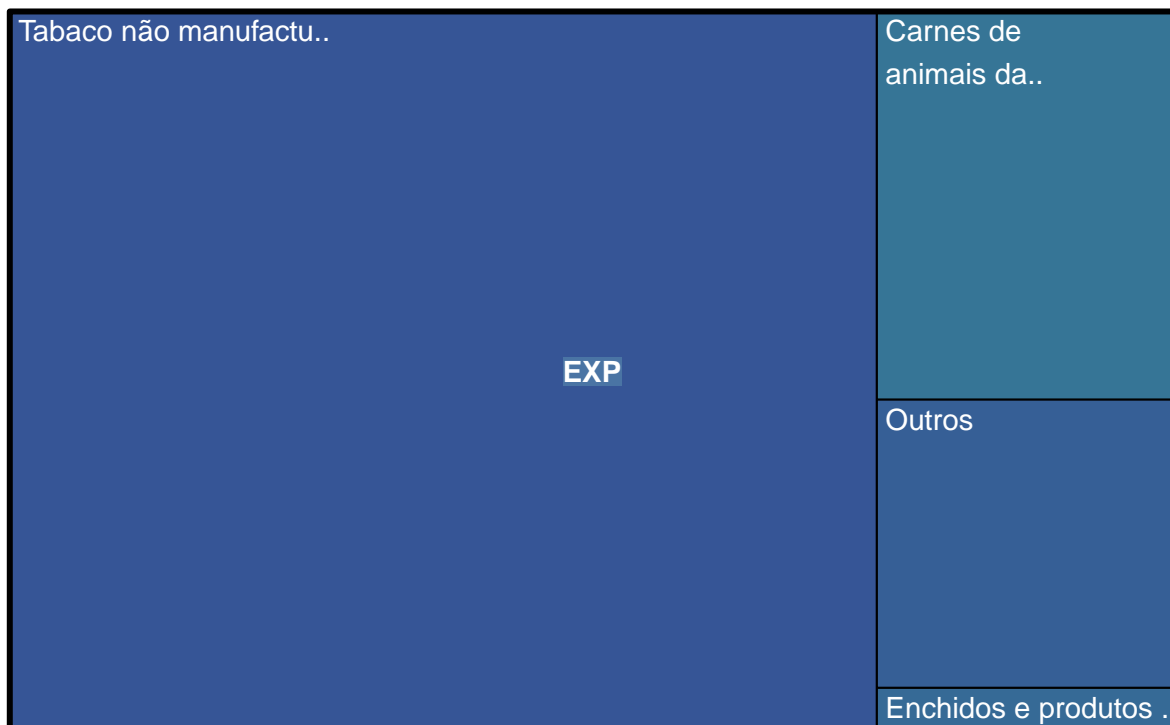 Tabaco não manufactu..
Carnes de
animais da..
EXP
Outros
Enchidos e produtos .